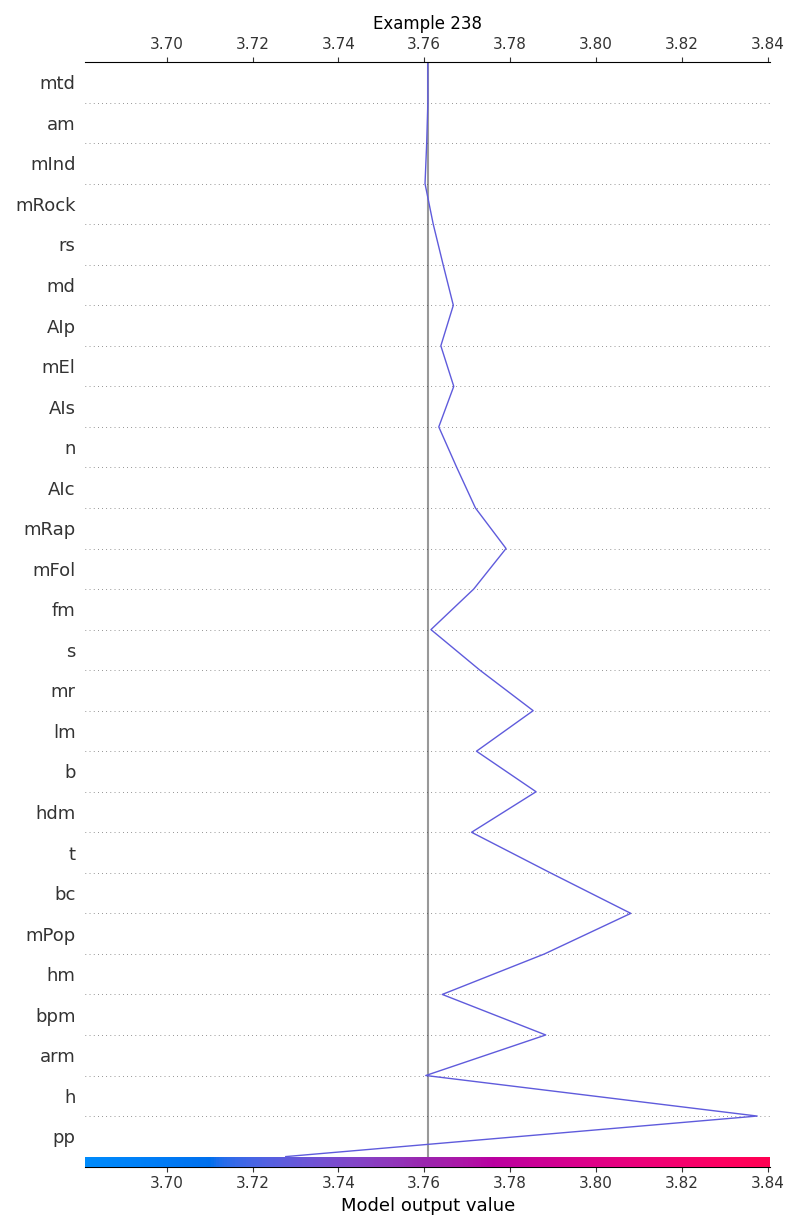 Example 238
3.70 3.72 3.74 3.76 3.78 3.80 3.82 3.84
mtd
am
mInd
mRock
rs
md
AIp
mEl
AIs
n
AIc
mRap
mFol
fm
s
mr
lm
b
hdm
t
bc
mPop
hm
bpm
arm
h
pp
3.70 3.72 3.74 3.76 3.78 3.80 3.82 3.84
Model output value